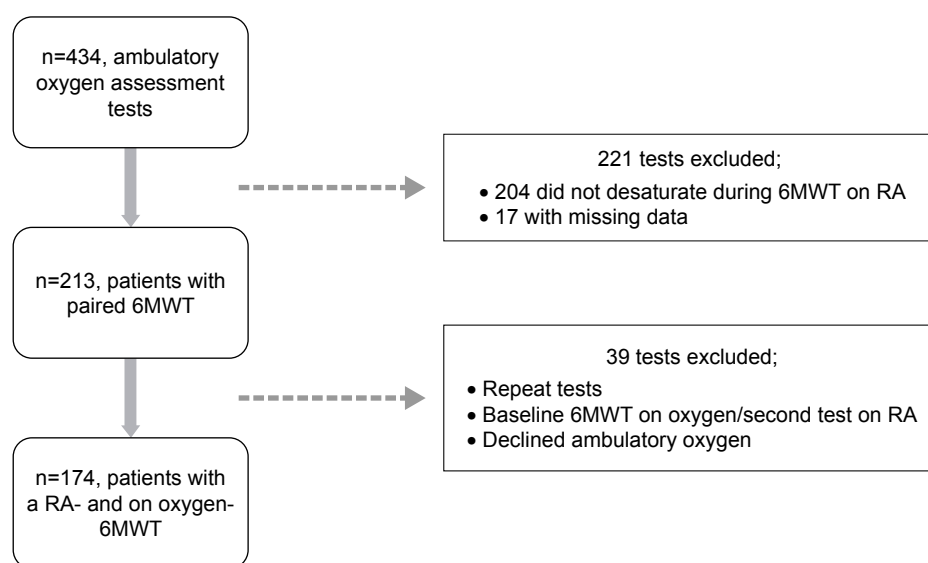 n=434, ambulatory
oxygen assessment
tests
221 tests excluded;
• 204 did not desaturate during 6MWT on RA
• 17 with missing data
n=213, patients with
paired 6MWT
39 tests excluded;
• Repeat tests
• Baseline 6MWT on oxygen/second test on RA
• Declined ambulatory oxygen
n=174, patients with
a RA- and on oxygen-
6MWT